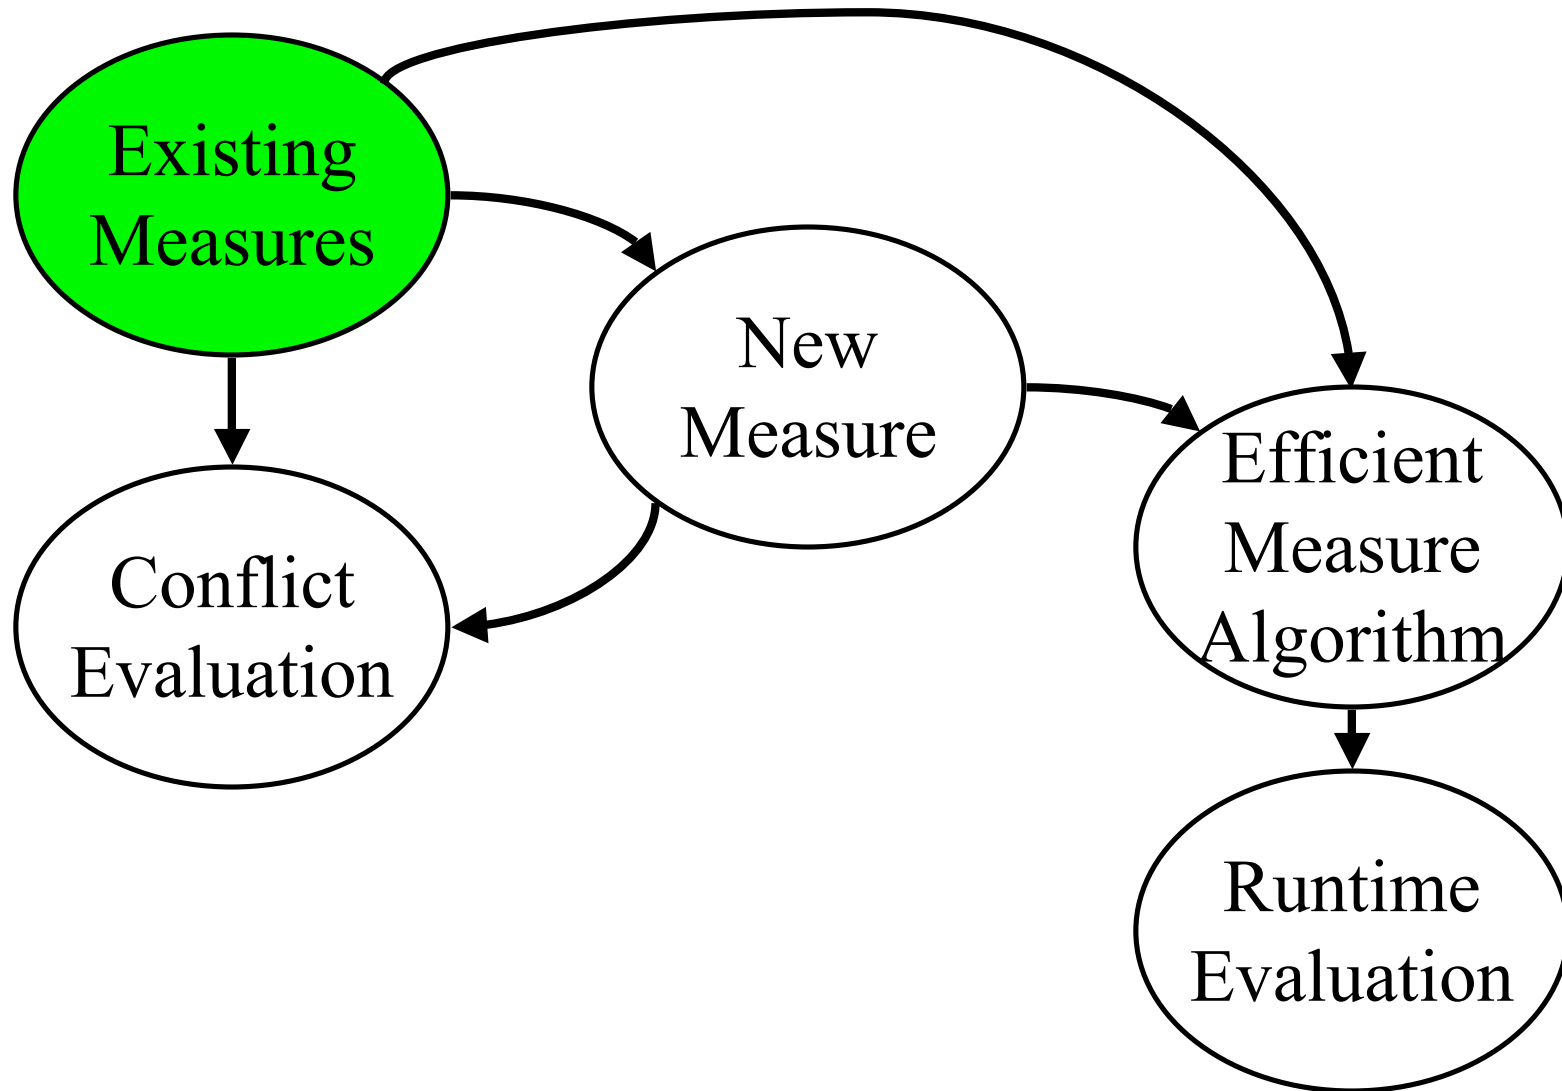 Existing
Measures
New
Measure
Efficient
Measure
Algorithm
Conflict
Evaluation
Runtime
Evaluation